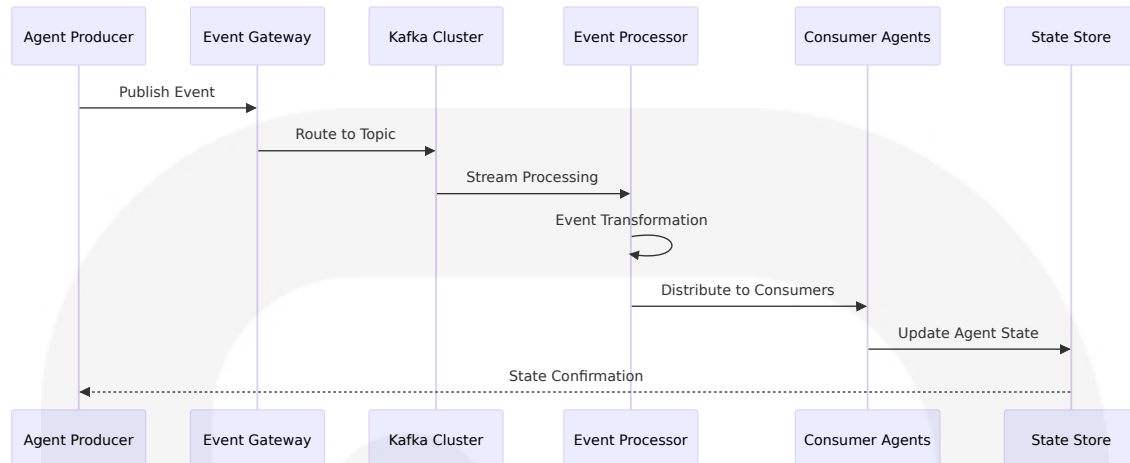 Agent Producer
Event Gateway
Kafka Cluster
Event Processor
Consumer Agents
State Store
Publish Event
Route to Topic
Stream Processing
Event Transformation
Distribute to Consumers
Update Agent State
State Confirmation
Agent Producer
Event Gateway
Kafka Cluster
Event Processor
Consumer Agents
State Store